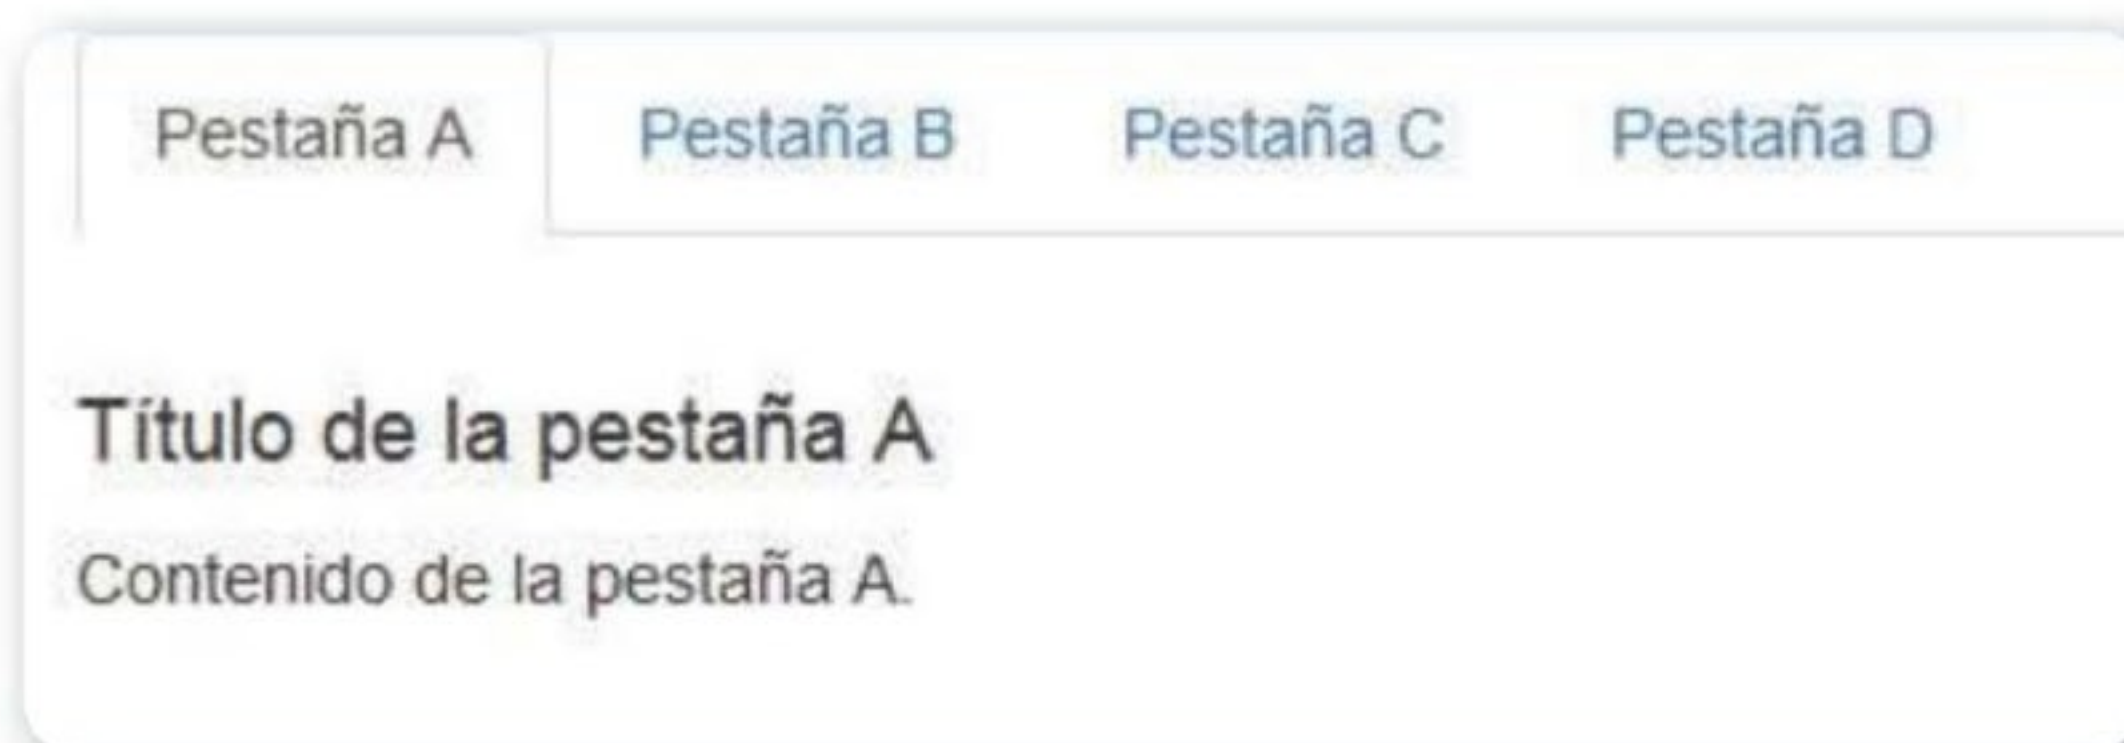 Pestaña A Pestaña B Pestaña C Pestaña D
Título de la pestaña A
Contenido de la pestaña A.